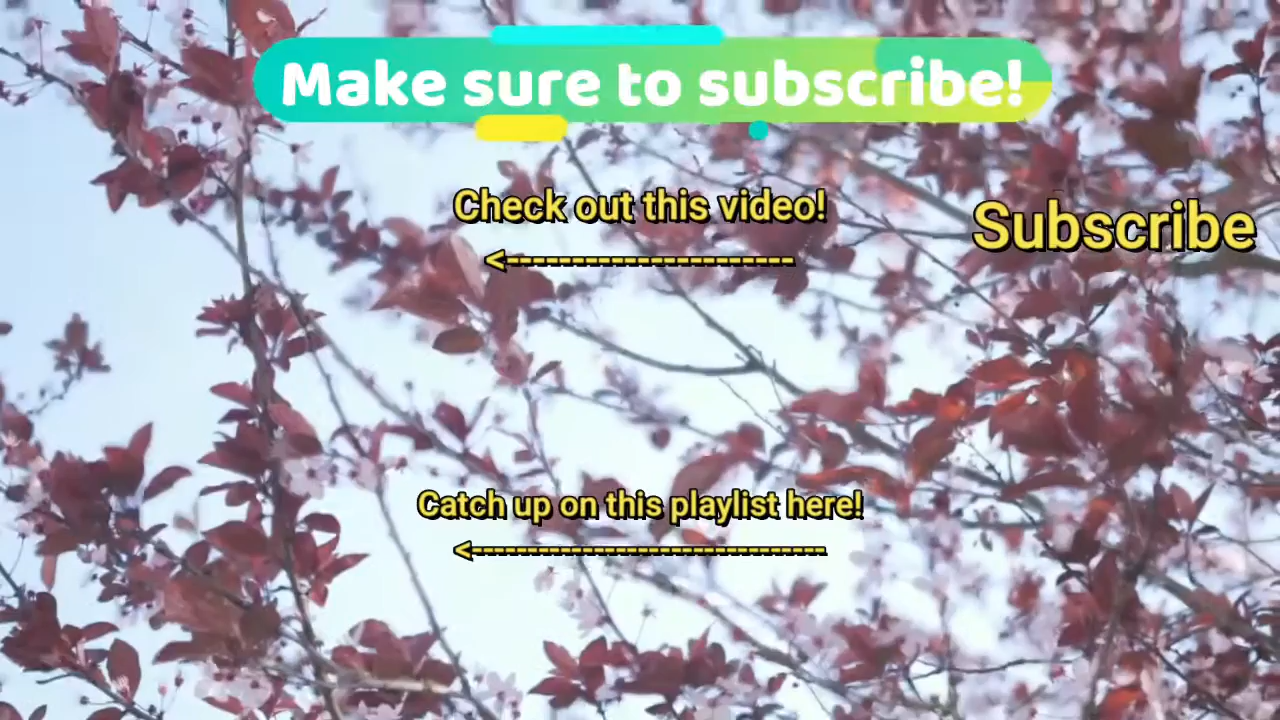 Make sure to subscribe!
Check out this video!
<----------------------
Subscribe
Catch up on this playlist here!
<------------------------------